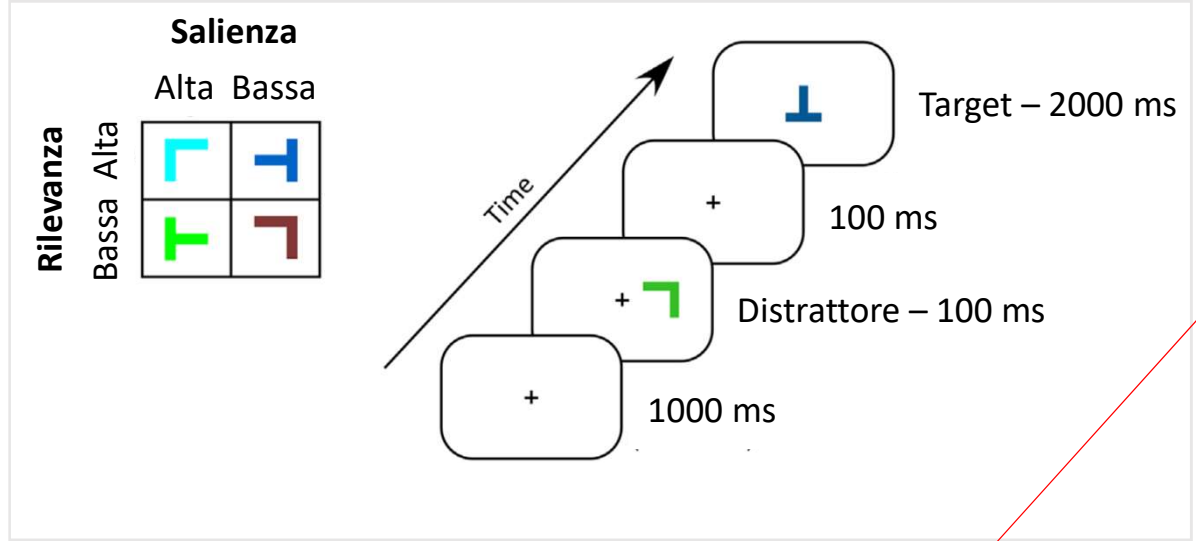 Salienza
Alta Bassa
Rilevanza
Alta
Bassa
Time
Target – 2000 ms
100 ms
Distrattore – 100 ms
1000 ms